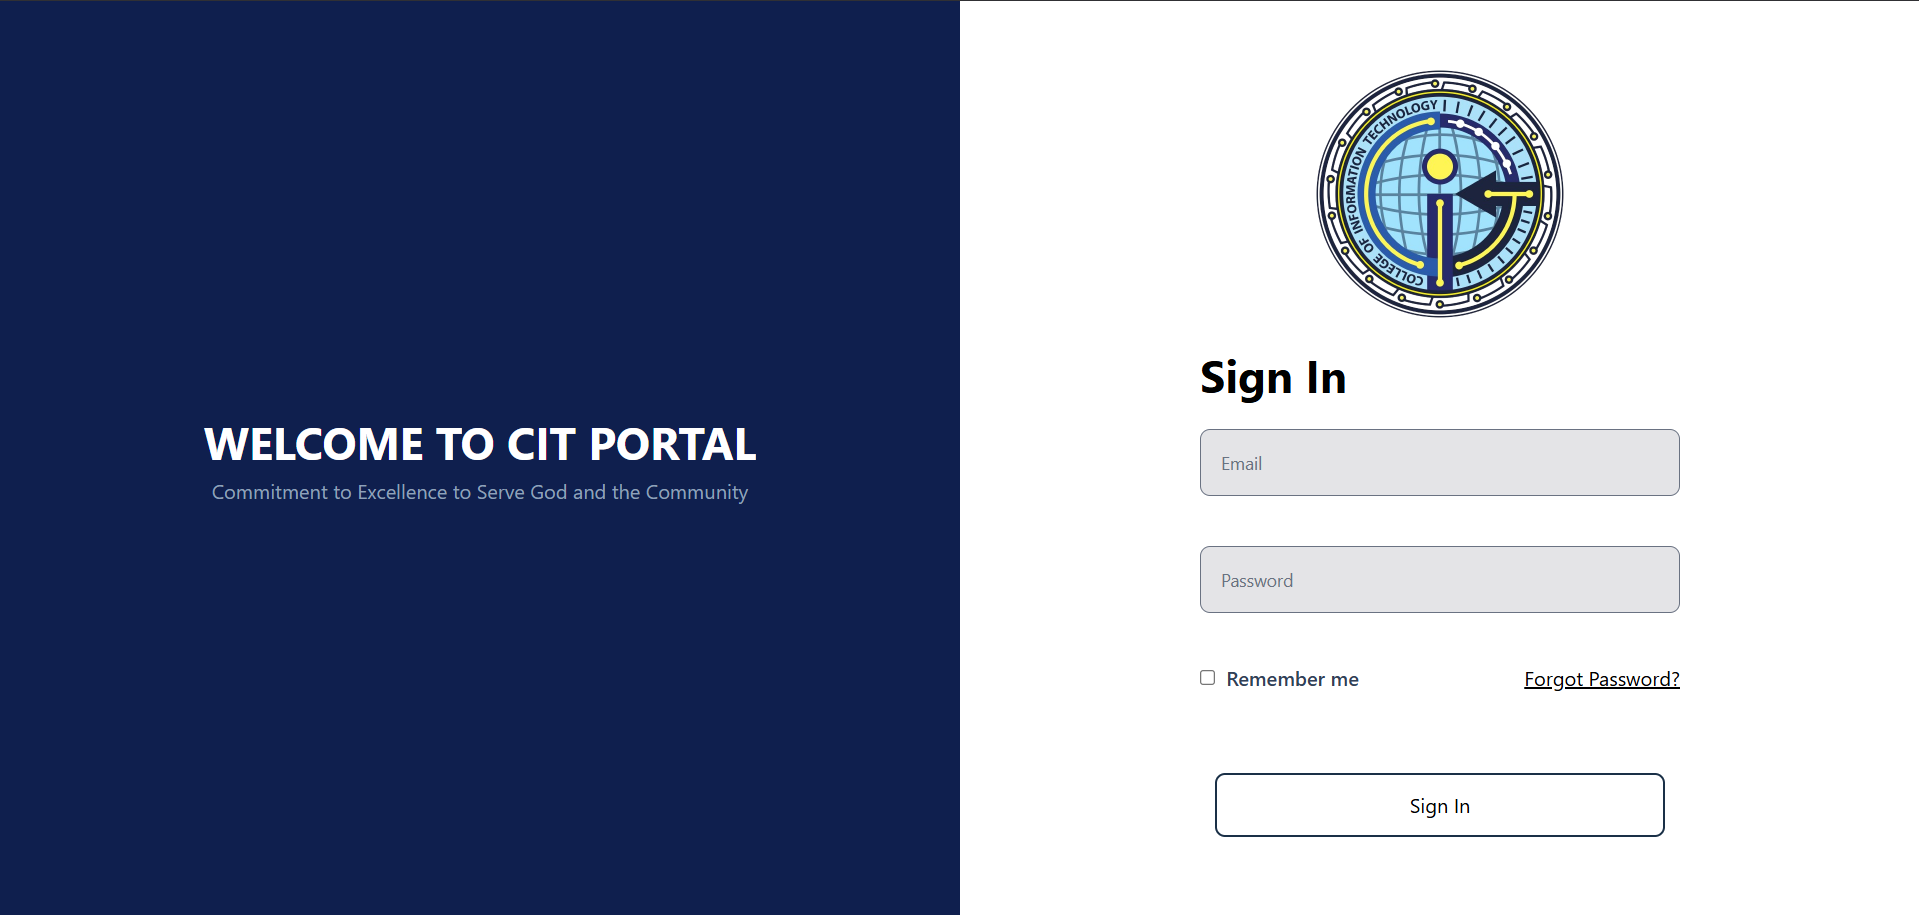 WELCOME TO CIT PORTAL
Commitment to Excellence to Serve God and the Community
COLLEGE OF INFORMATION TECHNOLOGY
Sign In
Email
Password
Remember me
Forgot Password?
Sign In